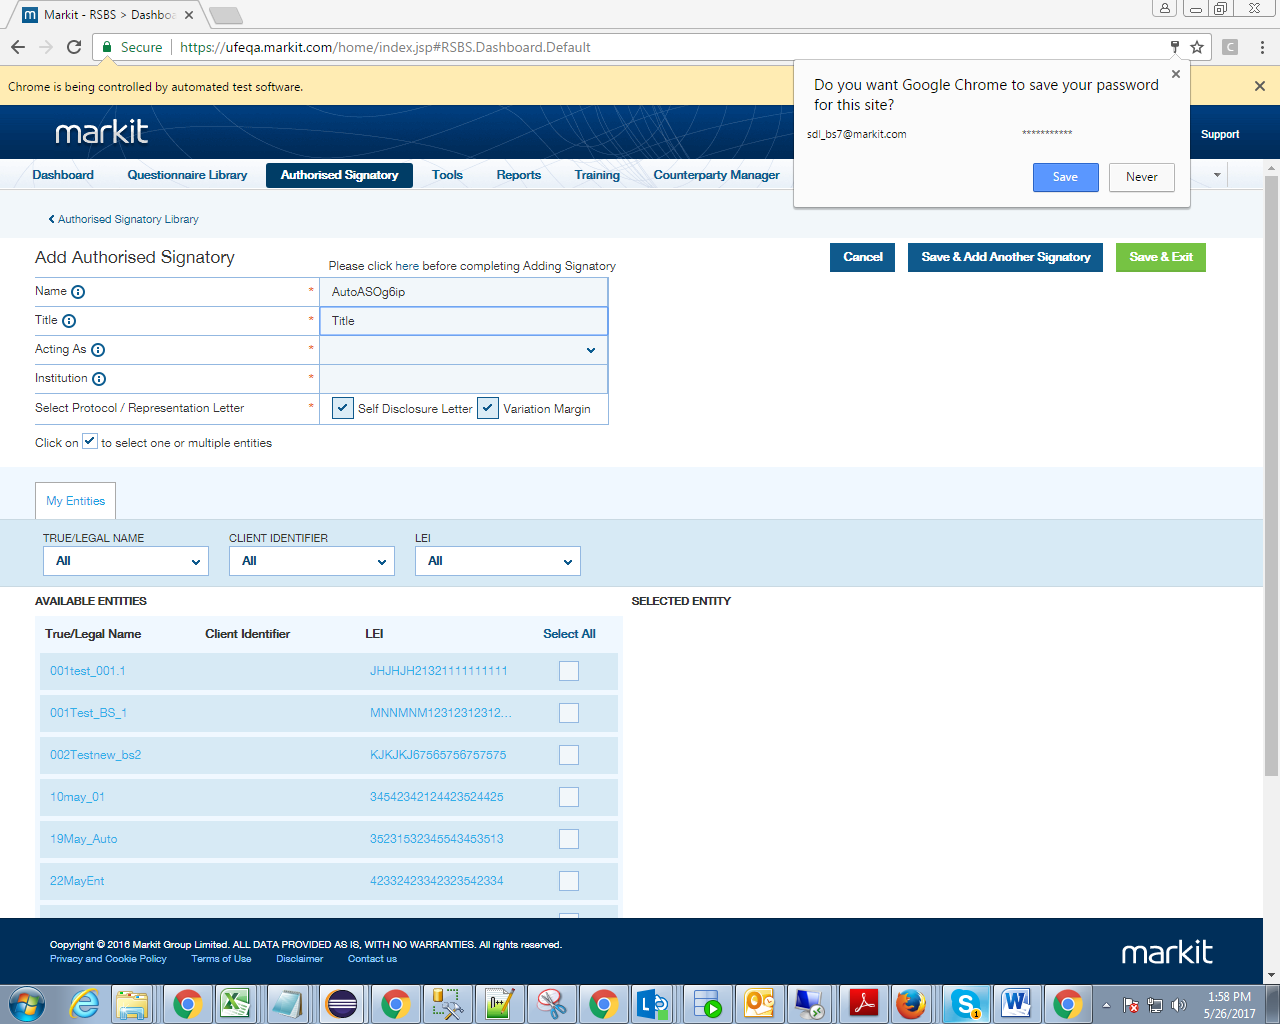 Markit - RSBS > Dashboa
Secure https://ufeqa.markit.com/home/index.jsp#RSBS.Dashboard.Default
Chrome is being controlled by automated test software.
Do you want Google Chrome to save your password
for this site?
sdl_bs7@markit.com ***********
Save Never
markit
Support
Dashboard Questionnaire Library Authorised Signatory Tools Reports Training Counterparty Manager
Authorised Signatory Library
Add Authorised Signatory
Please click here before completing Adding Signatory
Cancel Save & Add Another Signatory Save & Exit
Name * AutoASOg6ip
Title * Title
Acting As *
Institution *
Select Protocol / Representation Letter * Self Disclosure Letter Variation Margin
Click on to select one or multiple entities
My Entities
TRUE/LEGAL NAME CLIENT IDENTIFIER LEI
All All All
AVAILABLE ENTITIES SELECTED ENTITY
True/Legal Name Client Identifier LEI Select All
001test_001.1 JHJHJH21321111111111
001Test_BS_1 MNNMNM12312312312...
002Testnew_bs2 KJKJKJ67565756757575
10may_01 34542342124423524425
19May_Auto 35231532345543453513
22MayEnt 42332423342323542334
Copyright © 2016 Markit Group Limited. ALL DATA PROVIDED AS IS, WITH NO WARRANTIES. All rights reserved.
Privacy and Cookie Policy Terms of Use Disclaimer Contact us
markit
1:58 PM
5/26/2017